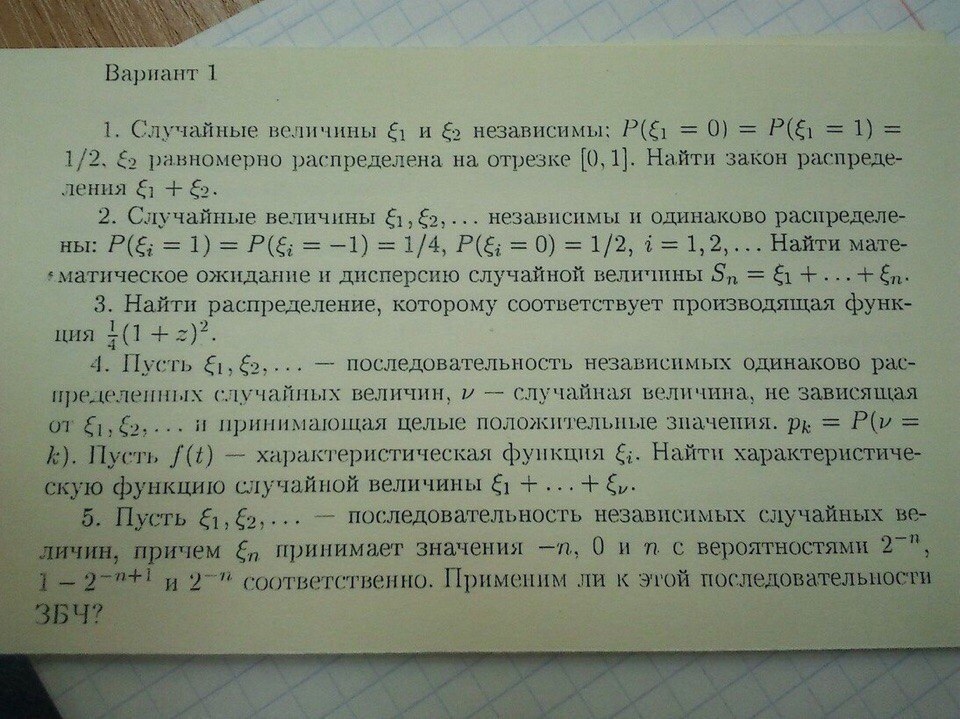 Вариант 1
1. Случайные величины ξ₁ и ξ₂ независимы: P(ξ₁ = 0) = P(ξ₁ = 1) =
1/2, ξ₂ равномерно распределена на отрезке [0, 1]. Найти закон распреде-
ления ξ₁ + ξ₂.
2. Случайные величины ξ₁, ξ₂, . . . независимы и одинаково распределе-
ны: P(ξᵢ = 1) = P(ξᵢ = −1) = 1/4, P(ξᵢ = 0) = 1/2, i = 1, 2, . . . Найти мате-
матическое ожидание и дисперсию случайной величины Sₙ = ξ₁ + . . . + ξₙ.
3. Найти распределение, которому соответствует производящая функ-
ция ¼(1 + z)².
4. Пусть ξ₁, ξ₂, . . . — последовательность независимых одинаково рас-
пределенных случайных величин, ν — случайная величина, не зависящая
от ξ₁, ξ₂, . . . и принимающая целые положительные значения. pₖ = P(ν =
k). Пусть f(t) — характеристическая функция ξᵢ. Найти характеристиче-
скую функцию случайной величины ξ₁ + . . . + ξᵥ.
5. Пусть ξ₁, ξ₂, . . . — последовательность независимых случайных ве-
личин, причем ξₙ принимает значения −n, 0 и n с вероятностями 2⁻ⁿ,
1 − 2⁻ⁿ⁺¹ и 2⁻ⁿ соответственно. Применим ли к этой последовательности
ЗБЧ?